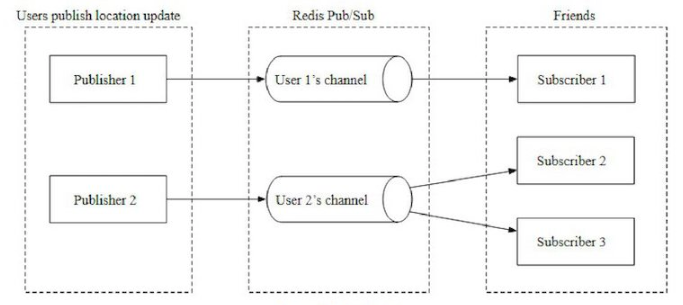 Users publish location update
Redis Pub/Sub
Friends
Publisher 1
User 1's channel
Subscriber 1
Subscriber 2
Publisher 2
User 2's channel
Subscriber 3